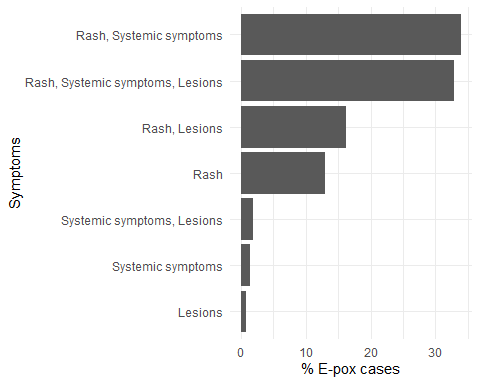 Rash, Systemic symptoms
Rash, Systemic symptoms, Lesions
Rash, Lesions
Rash
Systemic symptoms, Lesions
Systemic symptoms
Lesions
Symptoms
0 10 20 30
% E-pox cases